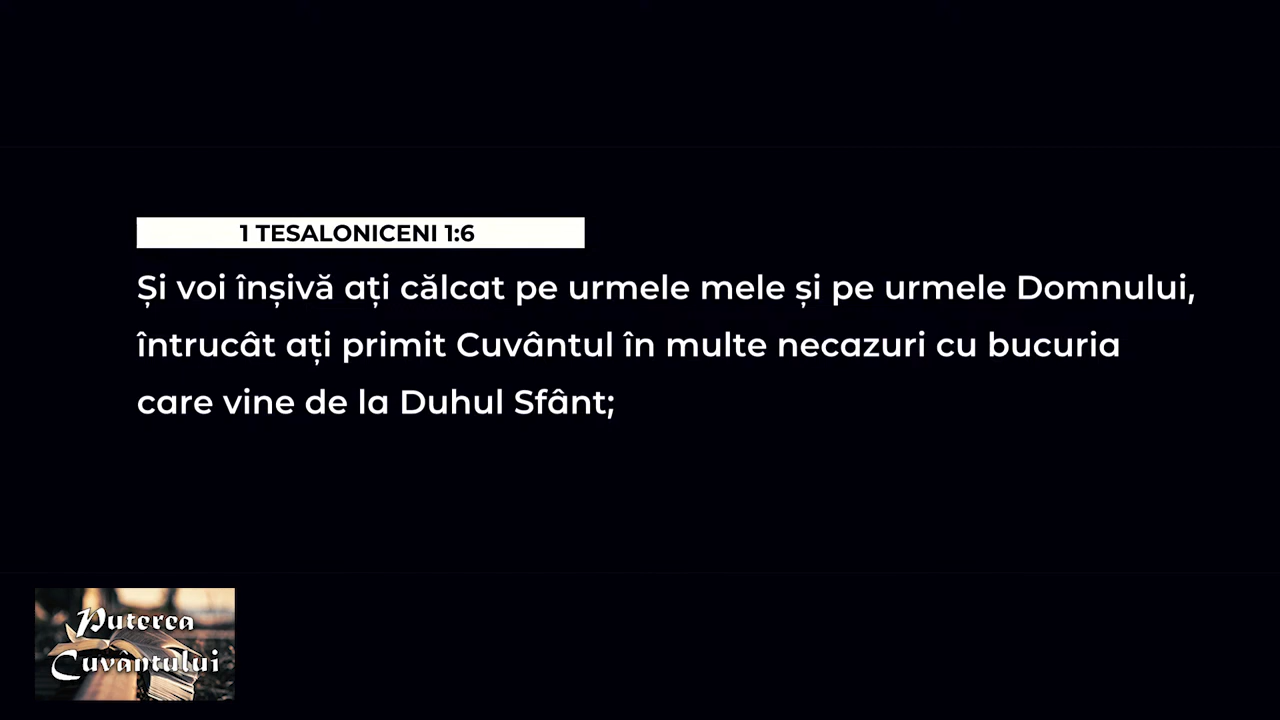 1 TESALONICENI 1:6
Și voi înșivă ați călcat pe urmele mele și pe urmele Domnului,
întrucât ați primit Cuvântul în multe necazuri cu bucuria
care vine de la Duhul Sfânt;
Puterea
Cuvântului